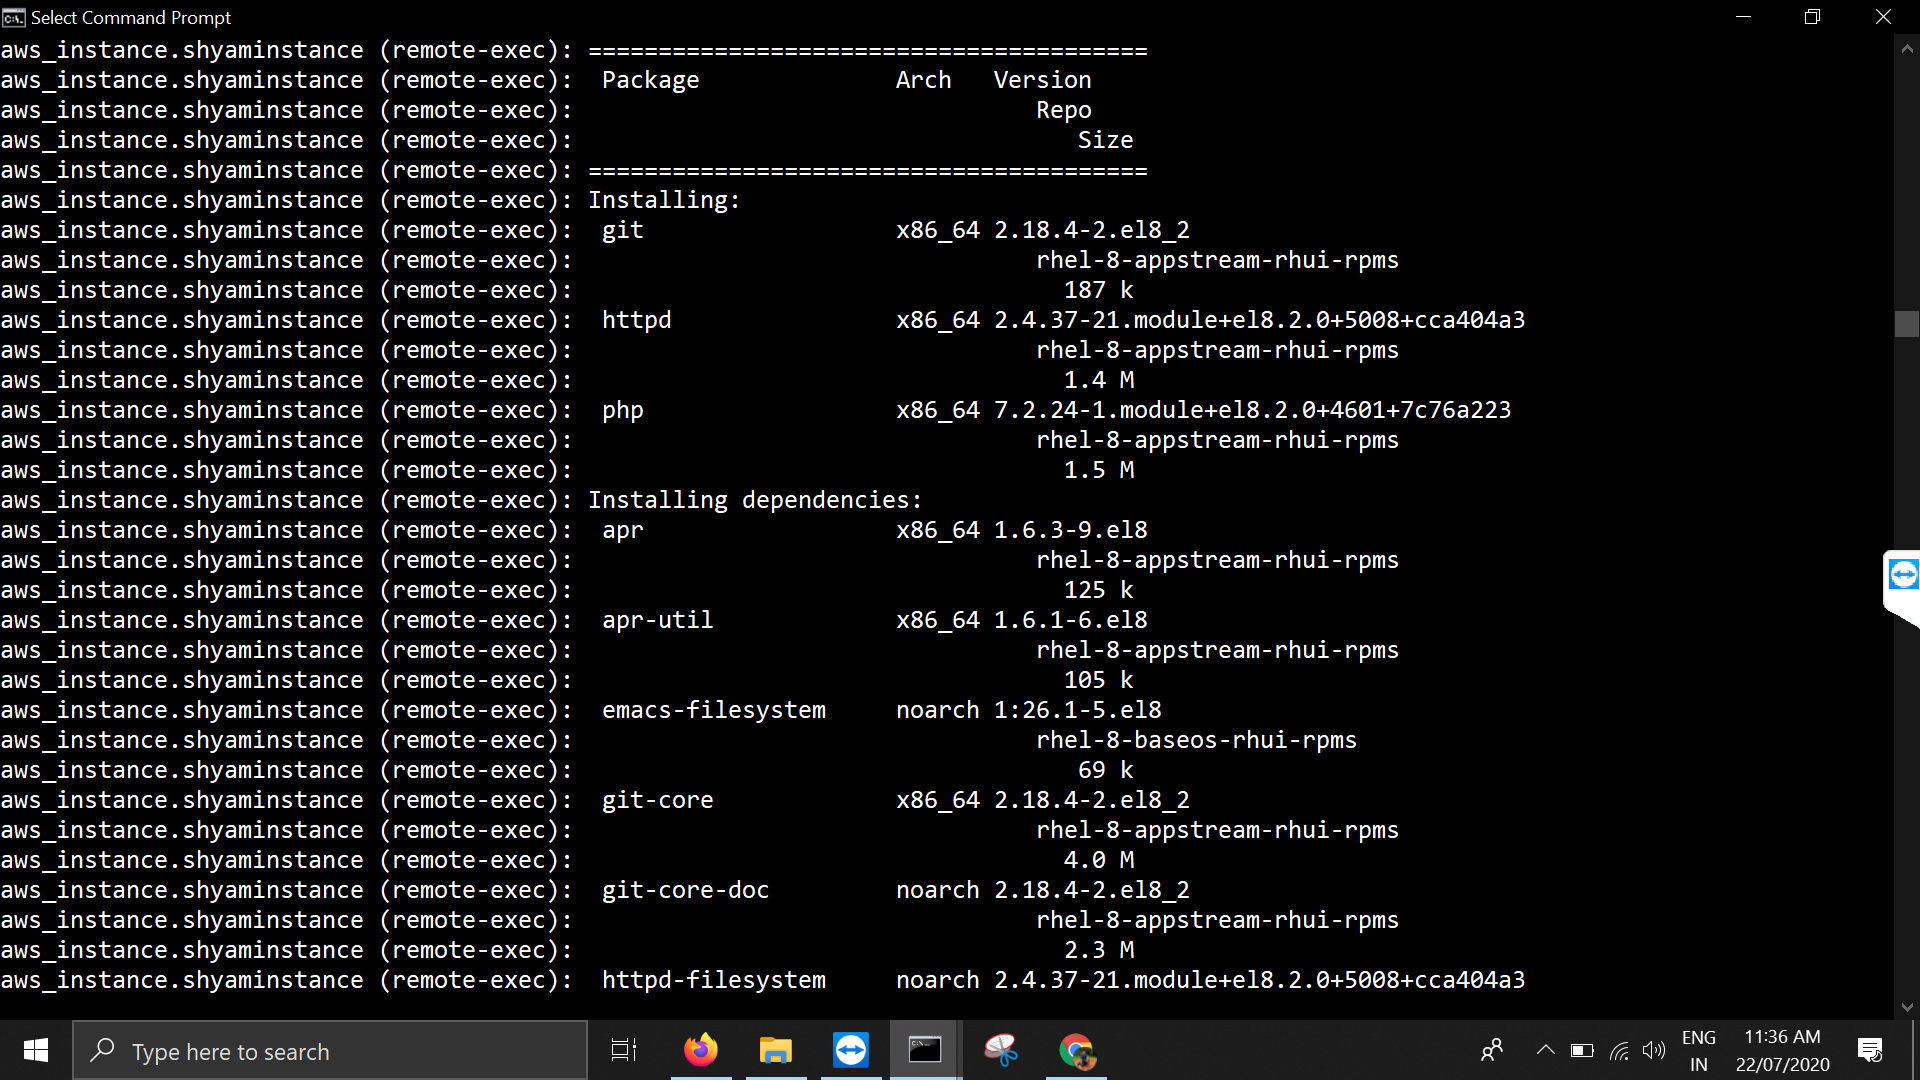 Select Command Prompt
aws_instance.shyaminstance (remote-exec): ========================================
aws_instance.shyaminstance (remote-exec):  Package              Arch   Version
aws_instance.shyaminstance (remote-exec):                                 Repo
aws_instance.shyaminstance (remote-exec):                                    Size
aws_instance.shyaminstance (remote-exec): ========================================
aws_instance.shyaminstance (remote-exec): Installing:
aws_instance.shyaminstance (remote-exec):  git                  x86_64 2.18.4-2.el8_2
aws_instance.shyaminstance (remote-exec):                                 rhel-8-appstream-rhui-rpms
aws_instance.shyaminstance (remote-exec):                                   187 k
aws_instance.shyaminstance (remote-exec):  httpd                x86_64 2.4.37-21.module+el8.2.0+5008+cca404a3
aws_instance.shyaminstance (remote-exec):                                 rhel-8-appstream-rhui-rpms
aws_instance.shyaminstance (remote-exec):                                   1.4 M
aws_instance.shyaminstance (remote-exec):  php                  x86_64 7.2.24-1.module+el8.2.0+4601+7c76a223
aws_instance.shyaminstance (remote-exec):                                 rhel-8-appstream-rhui-rpms
aws_instance.shyaminstance (remote-exec):                                   1.5 M
aws_instance.shyaminstance (remote-exec): Installing dependencies:
aws_instance.shyaminstance (remote-exec):  apr                  x86_64 1.6.3-9.el8
aws_instance.shyaminstance (remote-exec):                                 rhel-8-appstream-rhui-rpms
aws_instance.shyaminstance (remote-exec):                                   125 k
aws_instance.shyaminstance (remote-exec):  apr-util             x86_64 1.6.1-6.el8
aws_instance.shyaminstance (remote-exec):                                 rhel-8-appstream-rhui-rpms
aws_instance.shyaminstance (remote-exec):                                   105 k
aws_instance.shyaminstance (remote-exec):  emacs-filesystem     noarch 1:26.1-5.el8
aws_instance.shyaminstance (remote-exec):                                 rhel-8-baseos-rhui-rpms
aws_instance.shyaminstance (remote-exec):                                    69 k
aws_instance.shyaminstance (remote-exec):  git-core             x86_64 2.18.4-2.el8_2
aws_instance.shyaminstance (remote-exec):                                 rhel-8-appstream-rhui-rpms
aws_instance.shyaminstance (remote-exec):                                   4.0 M
aws_instance.shyaminstance (remote-exec):  git-core-doc         noarch 2.18.4-2.el8_2
aws_instance.shyaminstance (remote-exec):                                 rhel-8-appstream-rhui-rpms
aws_instance.shyaminstance (remote-exec):                                   2.3 M
aws_instance.shyaminstance (remote-exec):  httpd-filesystem     noarch 2.4.37-21.module+el8.2.0+5008+cca404a3
Type here to search
ENG
IN
11:36 AM
22/07/2020